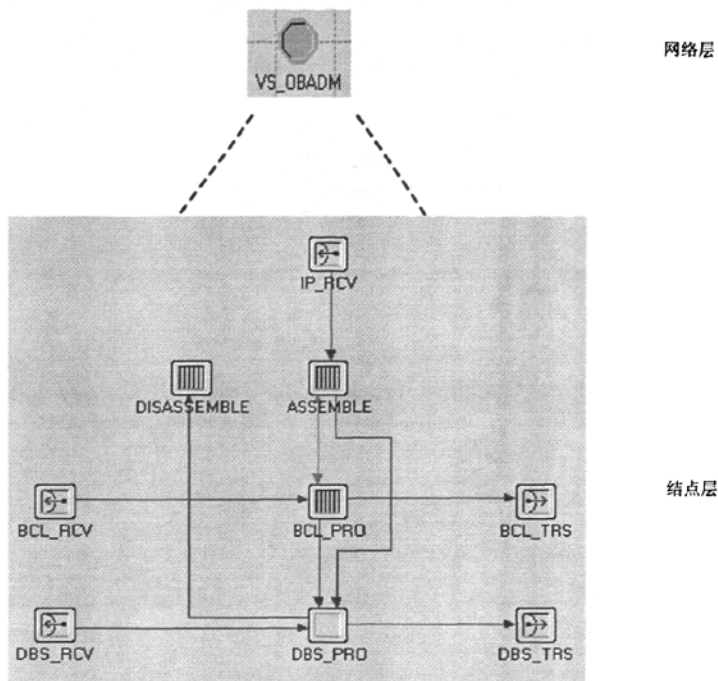 网络层
VS_OBADM
IP_RCV
DISASSEMBLE
ASSEMBLE
结点层
BCL_RCV
BCL_PRO
BCL_TRS
DBS_RCV
DBS_PRO
DBS_TRS